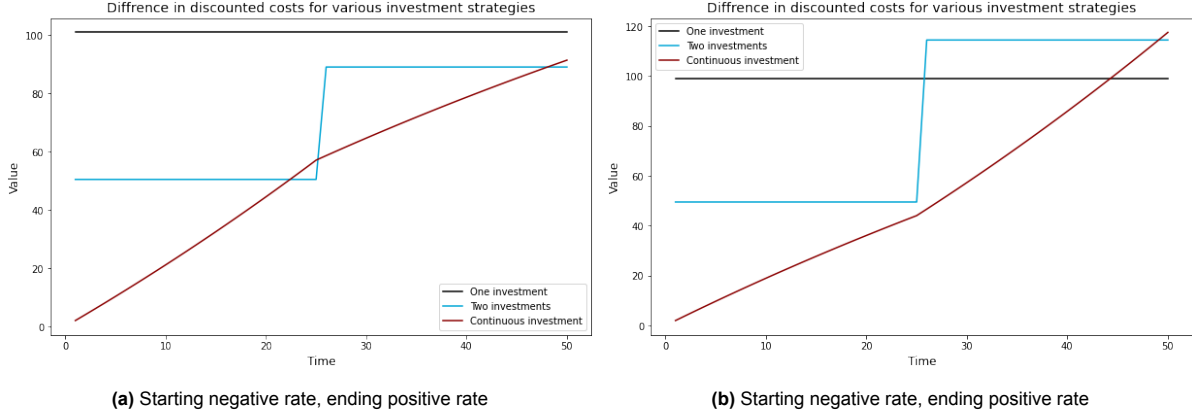 Diffrence in discounted costs for various investment strategies
100
80
60
40
20
0
Value
One investment
Two investments
Continuous investment
0 10 20 30 40 50
Time
(a) Starting negative rate, ending positive rate
Diffrence in discounted costs for various investment strategies
120
100
80
60
40
20
0
Value
One investment
Two investments
Continuous investment
0 10 20 30 40 50
Time
(b) Starting negative rate, ending positive rate